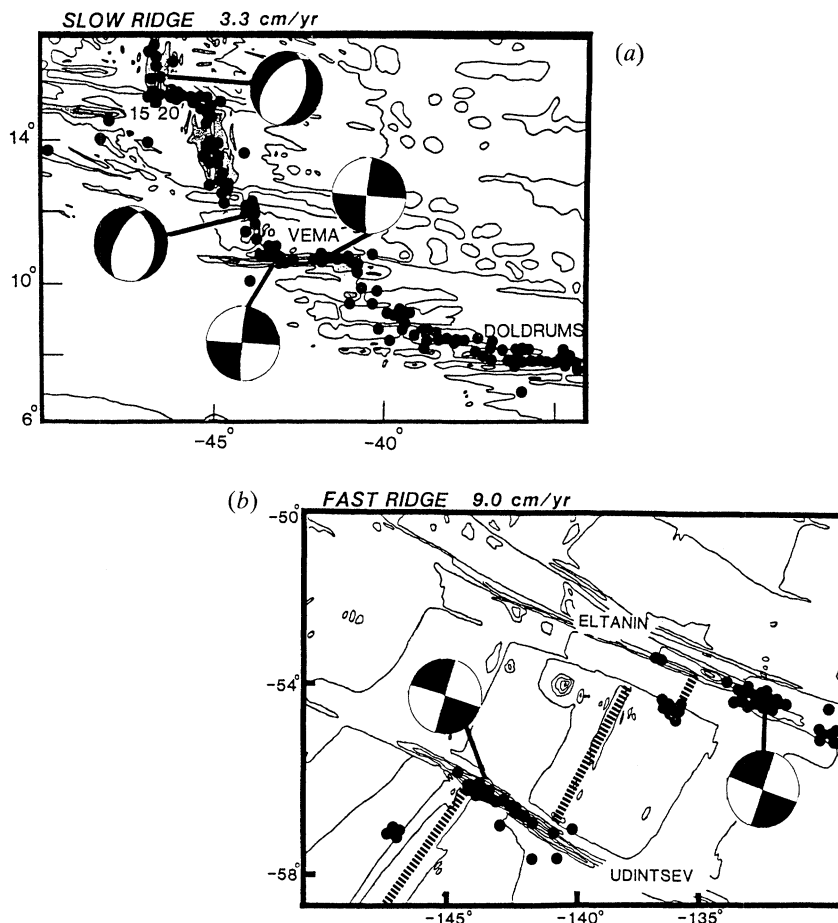 SLOW RIDGE 3.3 cm/yr
(a)
15 20'
14°
VEMA
10°
DOLDRUMS
6°
-45°
-40°
(b)
FAST RIDGE 9.0 cm/yr
-50°
ELTANIN
-54°
-58°
UDINTSEV
-145°
-140°
-135°